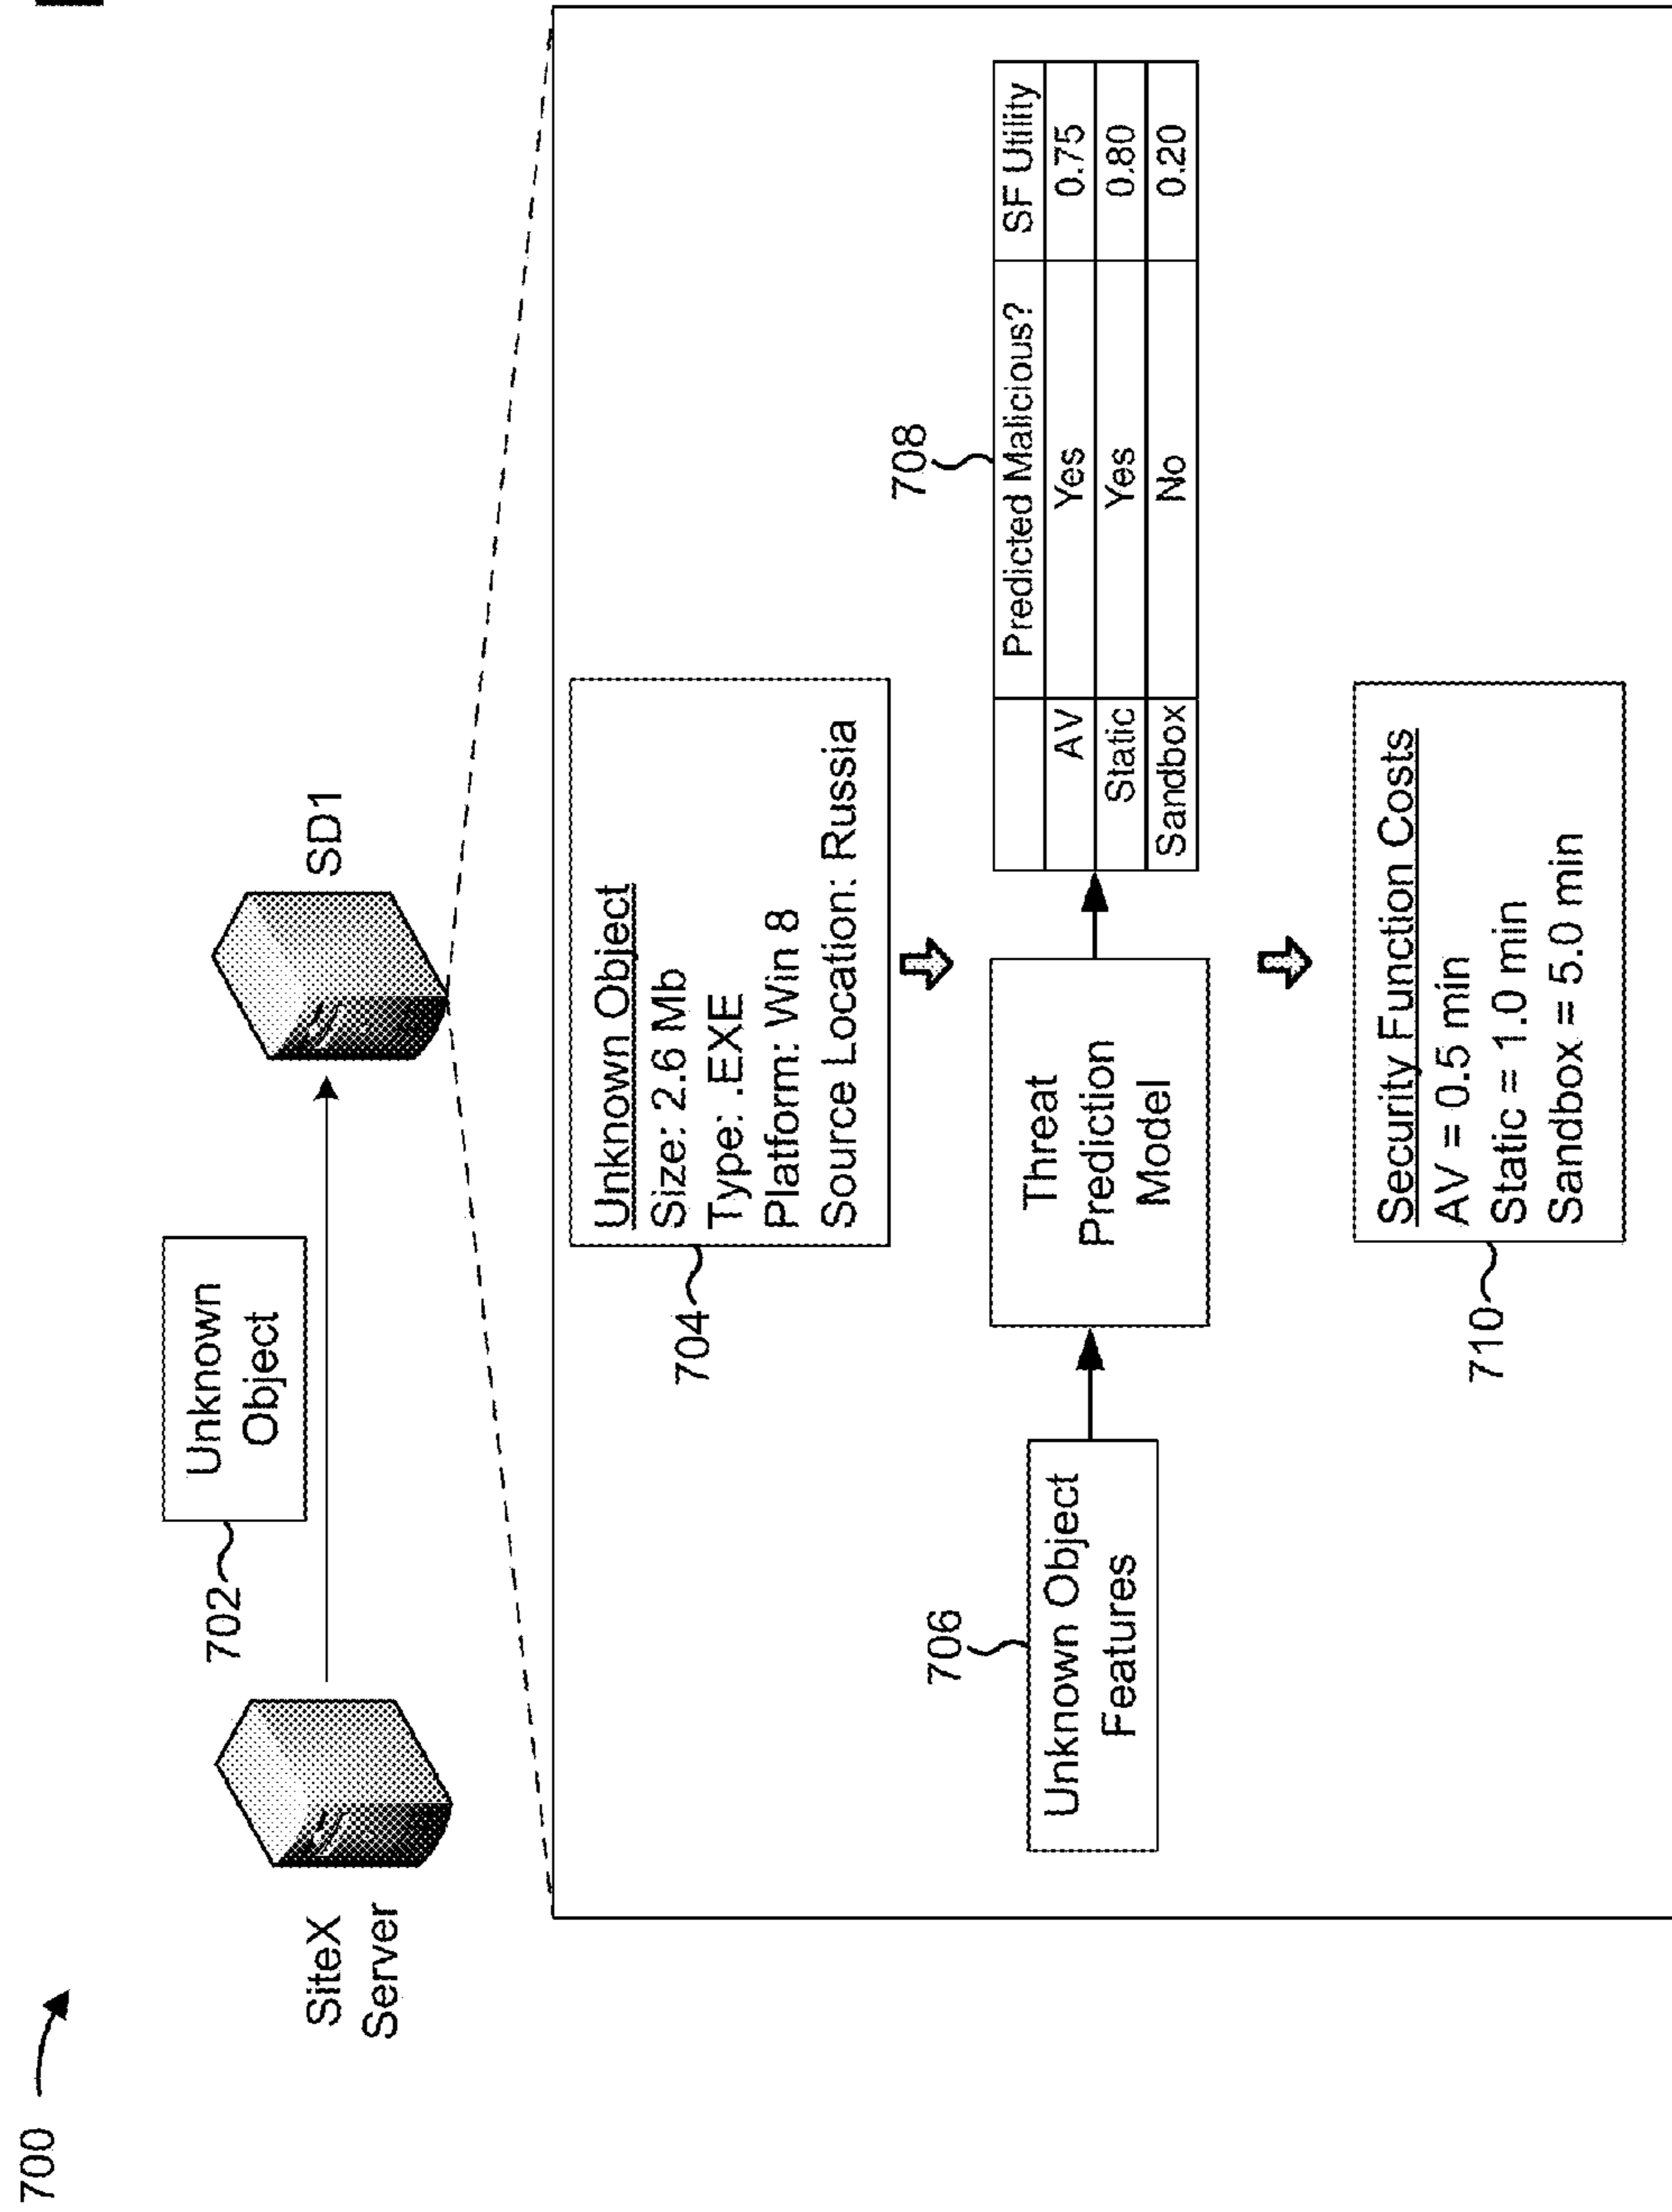 700
702
Unknown
Object
SiteX
Server
SD1
704
Unknown Object
Size: 2.6 Mb
Type: .EXE
Platform: Win 8
Source Location: Russia
706
Unknown Object
Features
Threat
Prediction
Model
708
Predicted Malicious? SF Utility
AV Yes 0.75
Static Yes 0.80
Sandbox No 0.20
710
Security Function Costs
AV = 0.5 min
Static = 1.0 min
Sandbox = 5.0 min